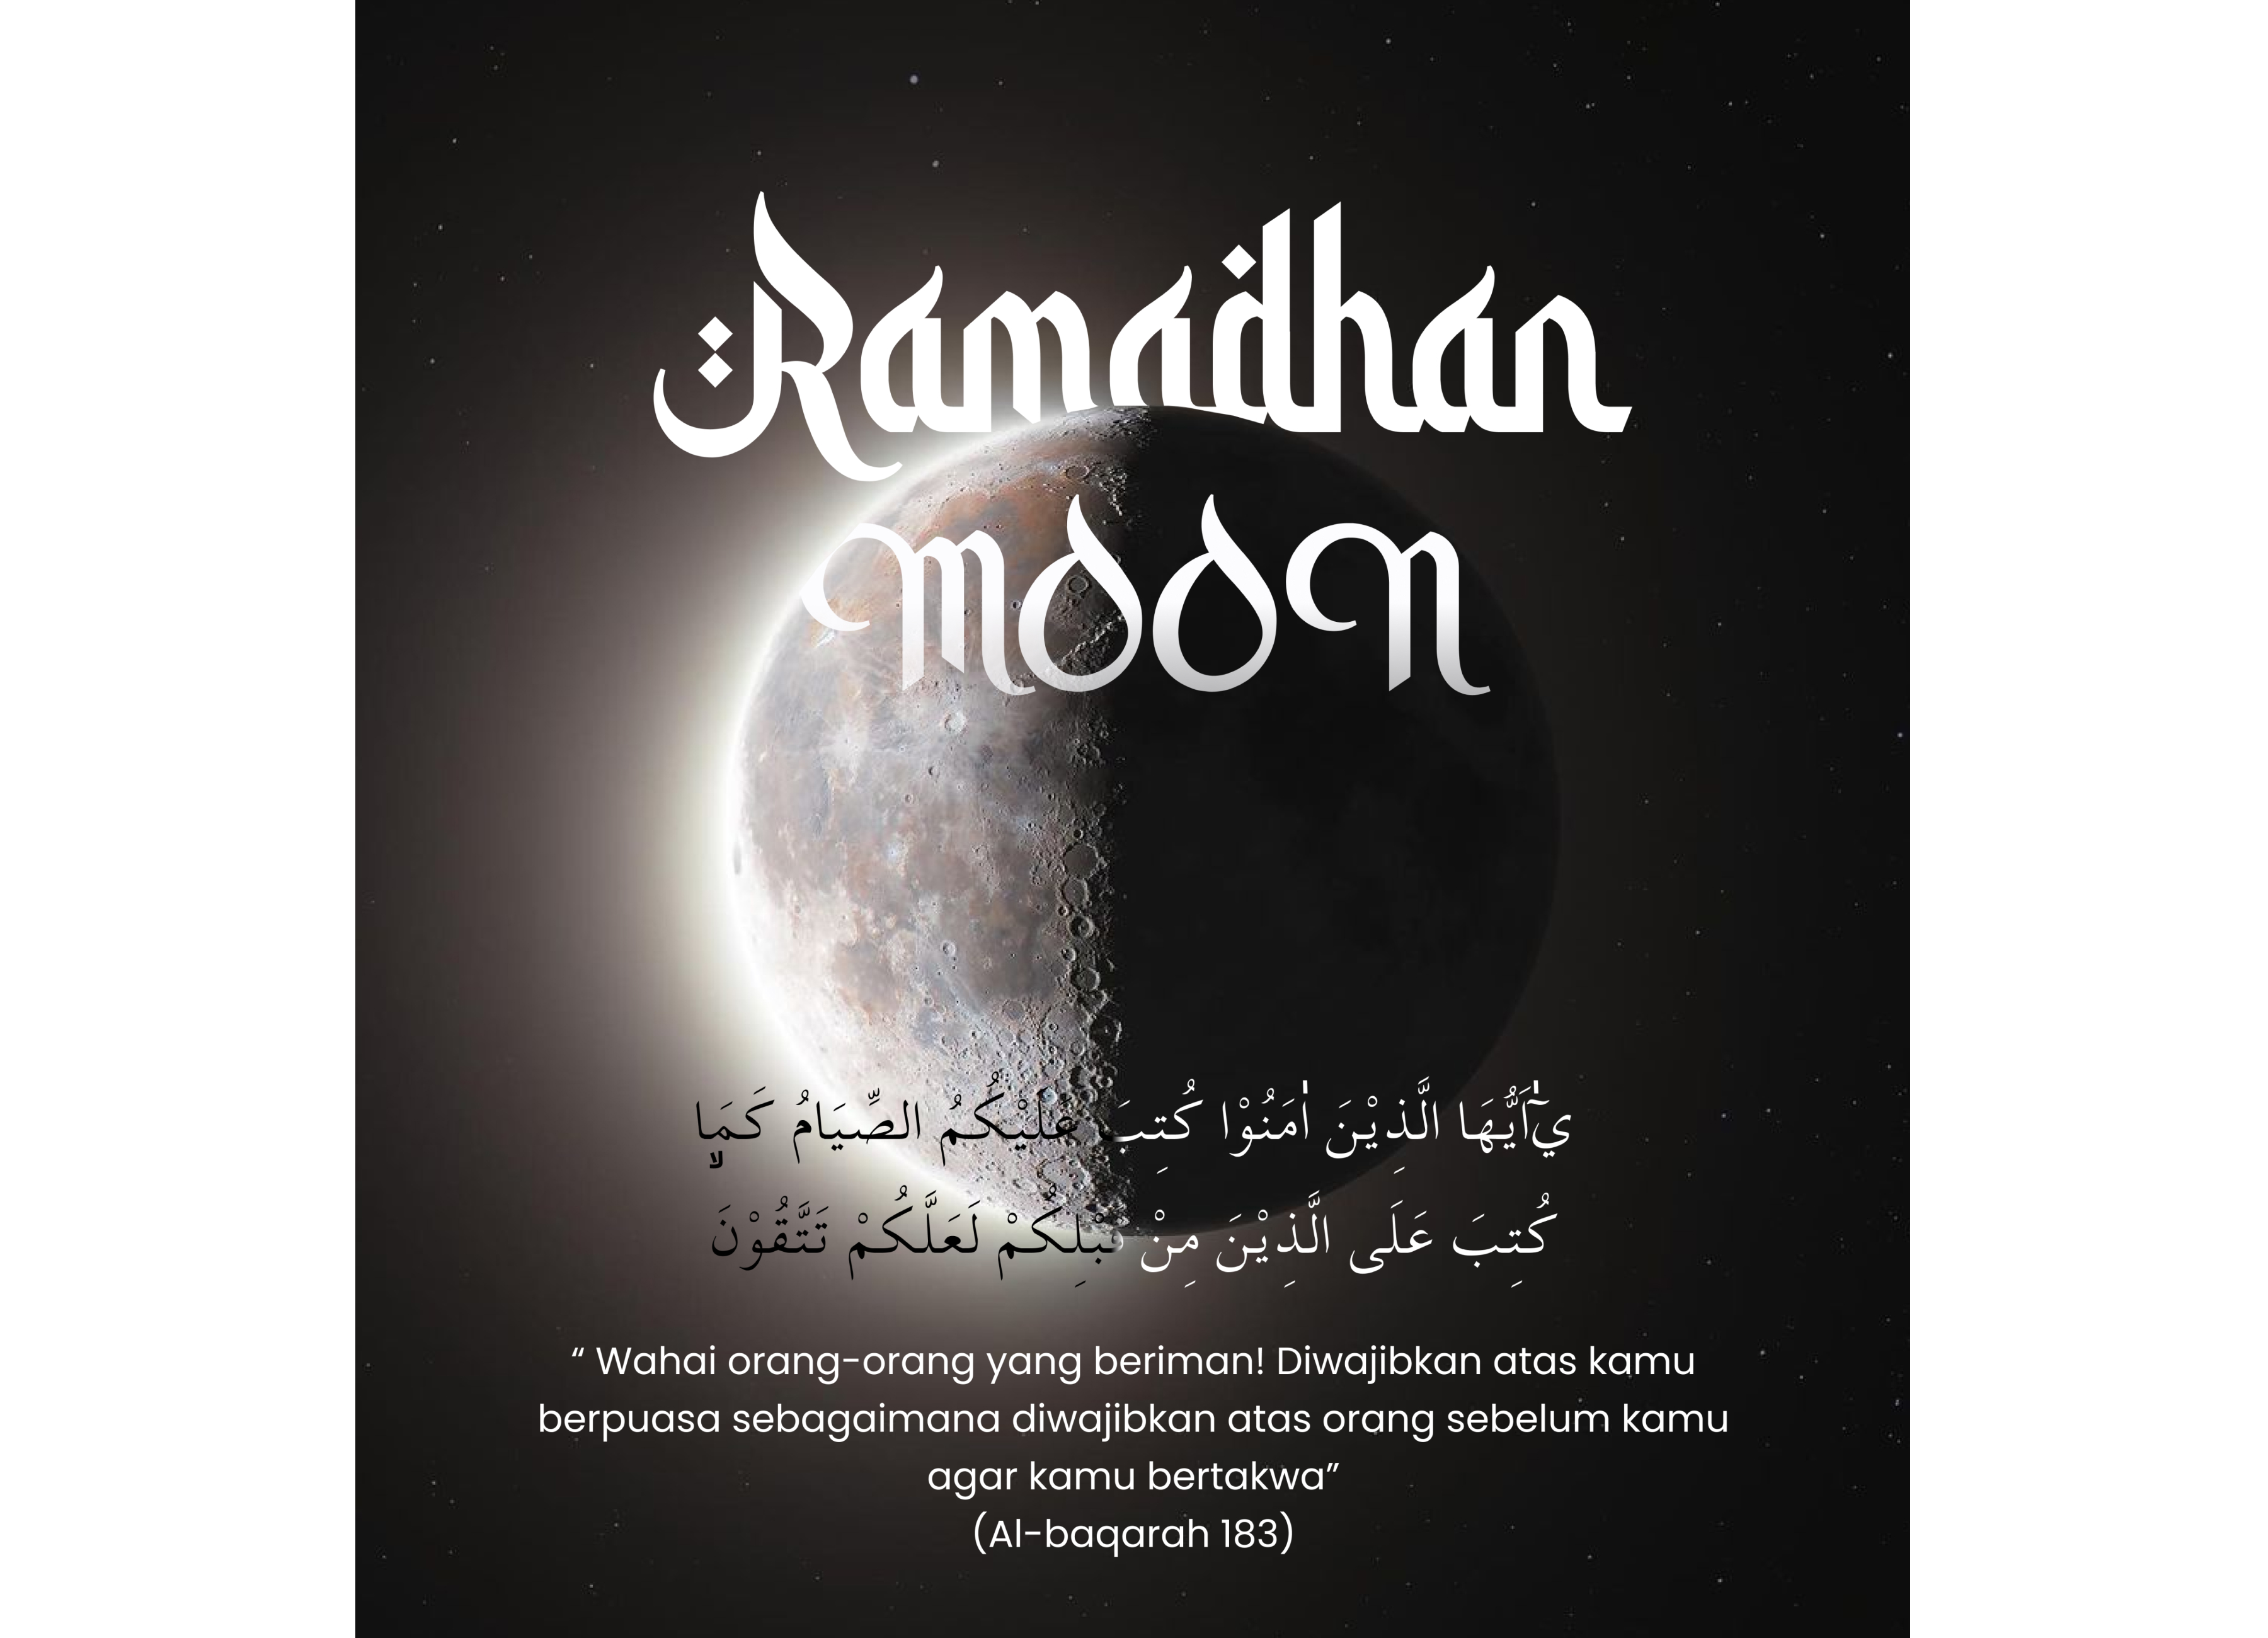 Ramadhan
moon
يٰٓاَيُّهَا الَّذِيْنَ اٰمَنُوْا كُتِبَ عَلَيْكُمُ الصِّيَامُ كَمَا
كُتِبَ عَلَى الَّذِيْنَ مِنْ قَبْلِكُمْ لَعَلَّكُمْ تَتَّقُوْنَۙ
“ Wahai orang-orang yang beriman! Diwajibkan atas kamu
berpuasa sebagaimana diwajibkan atas orang sebelum kamu
agar kamu bertakwa”
(Al-baqarah 183)